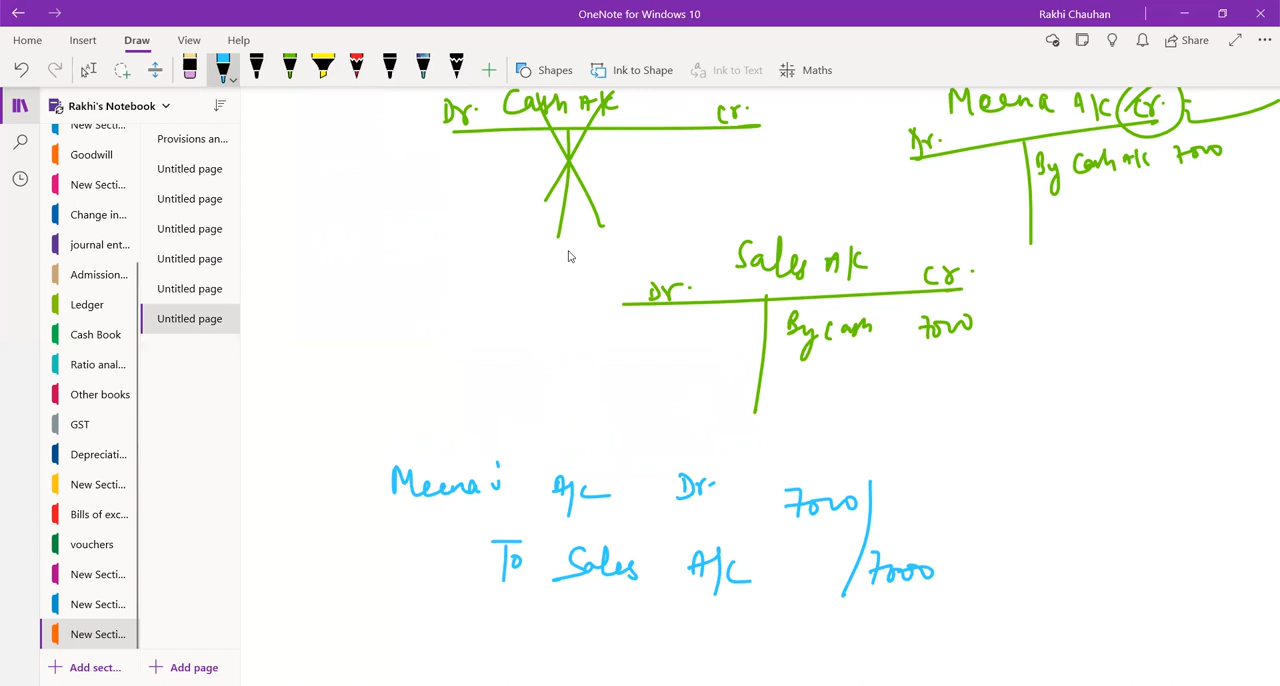 OneNote for Windows 10
Rakhi Chauhan
Home Insert Draw View Help
Share
Shapes Ink to Shape Ink to Text Maths
Rakhi's Notebook
New Secti...
Goodwill
New Secti...
Change in...
journal ent...
Admission...
Ledger
Cash Book
Ratio anal...
Other books
GST
Depreciati...
New Secti...
Bills of exc...
vouchers
New Secti...
New Secti...
New Secti...
Add sect...
Provisions an...
Untitled page
Untitled page
Untitled page
Untitled page
Untitled page
Untitled page
Add page
Dr. Cash A/c Cr.
Meena A/c Cr.
Dr.
By Cash A/c 7000
Sales A/c
Dr. Cr.
By Cash 7000
Meena's A/C Dr. 7000
To Sales A/C 7000